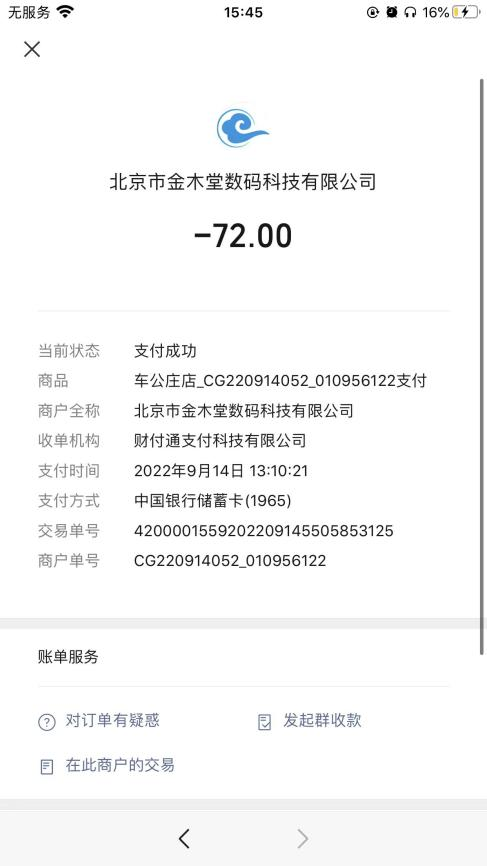 无服务 15:45 16%
北京市金木堂数码科技有限公司
-72.00
当前状态 支付成功
商品 车公庄店_CG220914052_010956122支付
商户全称 北京市金木堂数码科技有限公司
收单机构 财付通支付科技有限公司
支付时间 2022年9月14日 13:10:21
支付方式 中国银行储蓄卡(1965)
交易单号 4200001559202209145505853125
商户单号 CG220914052_010956122
账单服务
对订单有疑惑 发起群收款
在此商户的交易